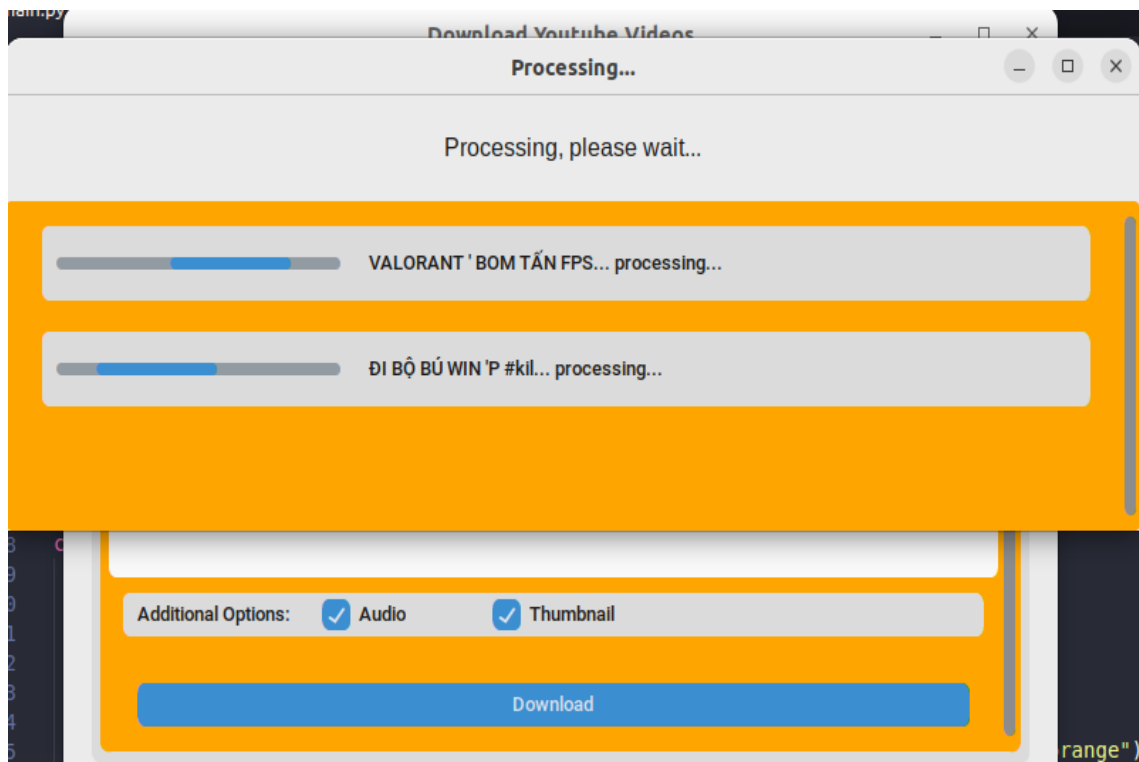 main.py
Download Youtube Videos
Processing...
Processing, please wait...
VALORANT ' BOM TẤN FPS... processing...
ĐI BỘ BÚ WIN 'P #kil... processing...
Additional Options: Audio Thumbnail
Download
range")